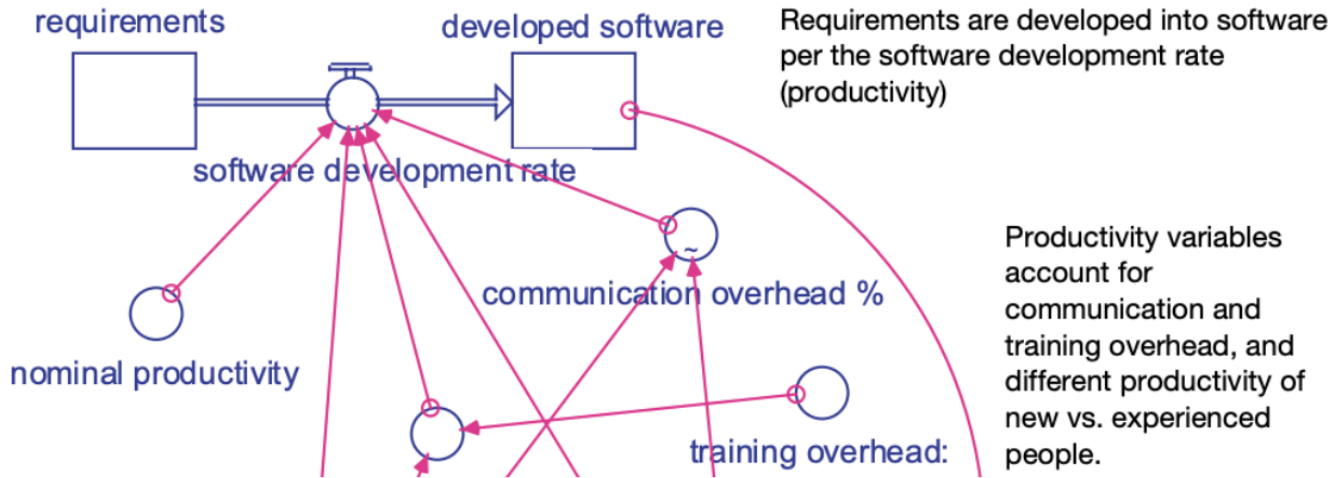 requirements
developed software
Requirements are developed into software
per the software development rate
(productivity)
software development rate
~
communication overhead %
nominal productivity
training overhead:
Productivity variables
account for
communication and
training overhead, and
different productivity of
new vs. experienced
people.